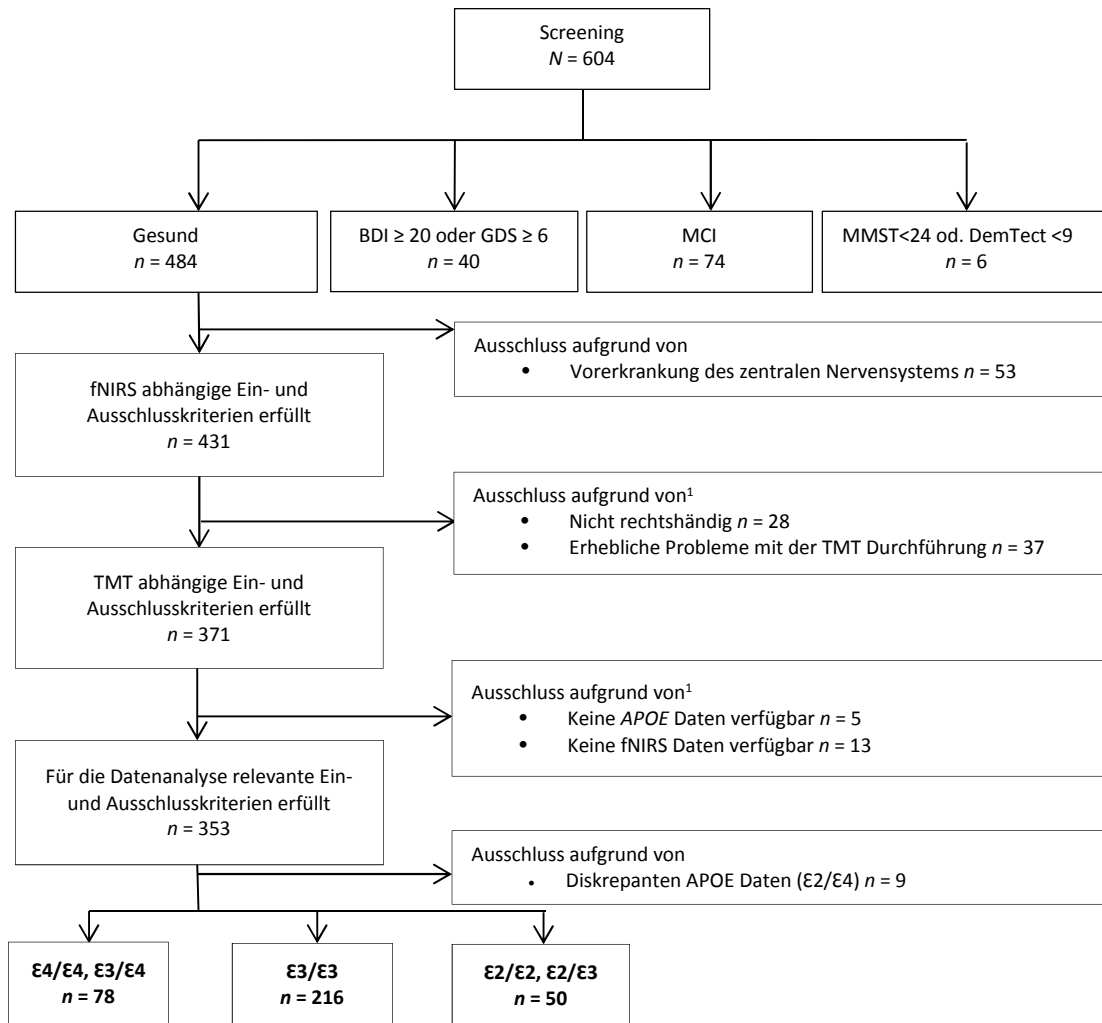 Screening
N = 604
Gesund
n = 484
BDI ≥ 20 oder GDS ≥ 6
n = 40
MCI
n = 74
MMST<24 od. DemTect <9
n = 6
Ausschluss aufgrund von
• Vorerkrankung des zentralen Nervensystems n = 53
fNIRS abhängige Ein- und
Ausschlusskriterien erfüllt
n = 431
Ausschluss aufgrund von¹
• Nicht rechtshändig n = 28
• Erhebliche Probleme mit der TMT Durchführung n = 37
TMT abhängige Ein- und
Ausschlusskriterien erfüllt
n = 371
Ausschluss aufgrund von¹
• Keine APOE Daten verfügbar n = 5
• Keine fNIRS Daten verfügbar n = 13
Für die Datenanalyse relevante Ein-
und Ausschlusskriterien erfüllt
n = 353
Ausschluss aufgrund von
• Diskrepanten APOE Daten (Ɛ2/Ɛ4) n = 9
Ɛ4/Ɛ4, Ɛ3/Ɛ4
n = 78
Ɛ3/Ɛ3
n = 216
Ɛ2/Ɛ2, Ɛ2/Ɛ3
n = 50